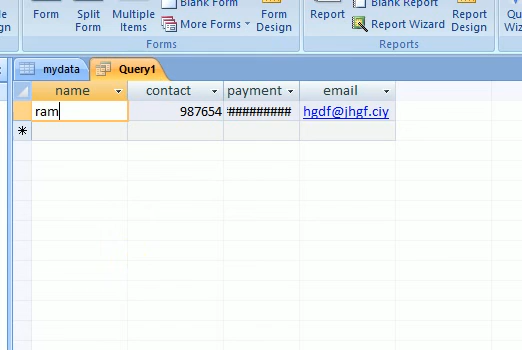 Form Split Form Multiple Items Blank Form More Forms Form Design Report Blank Report Report Wizard Report Design
Forms Reports
mydata Query1
name contact payment email
ram 987654 ########## hgdf@jhgf.ciy
*